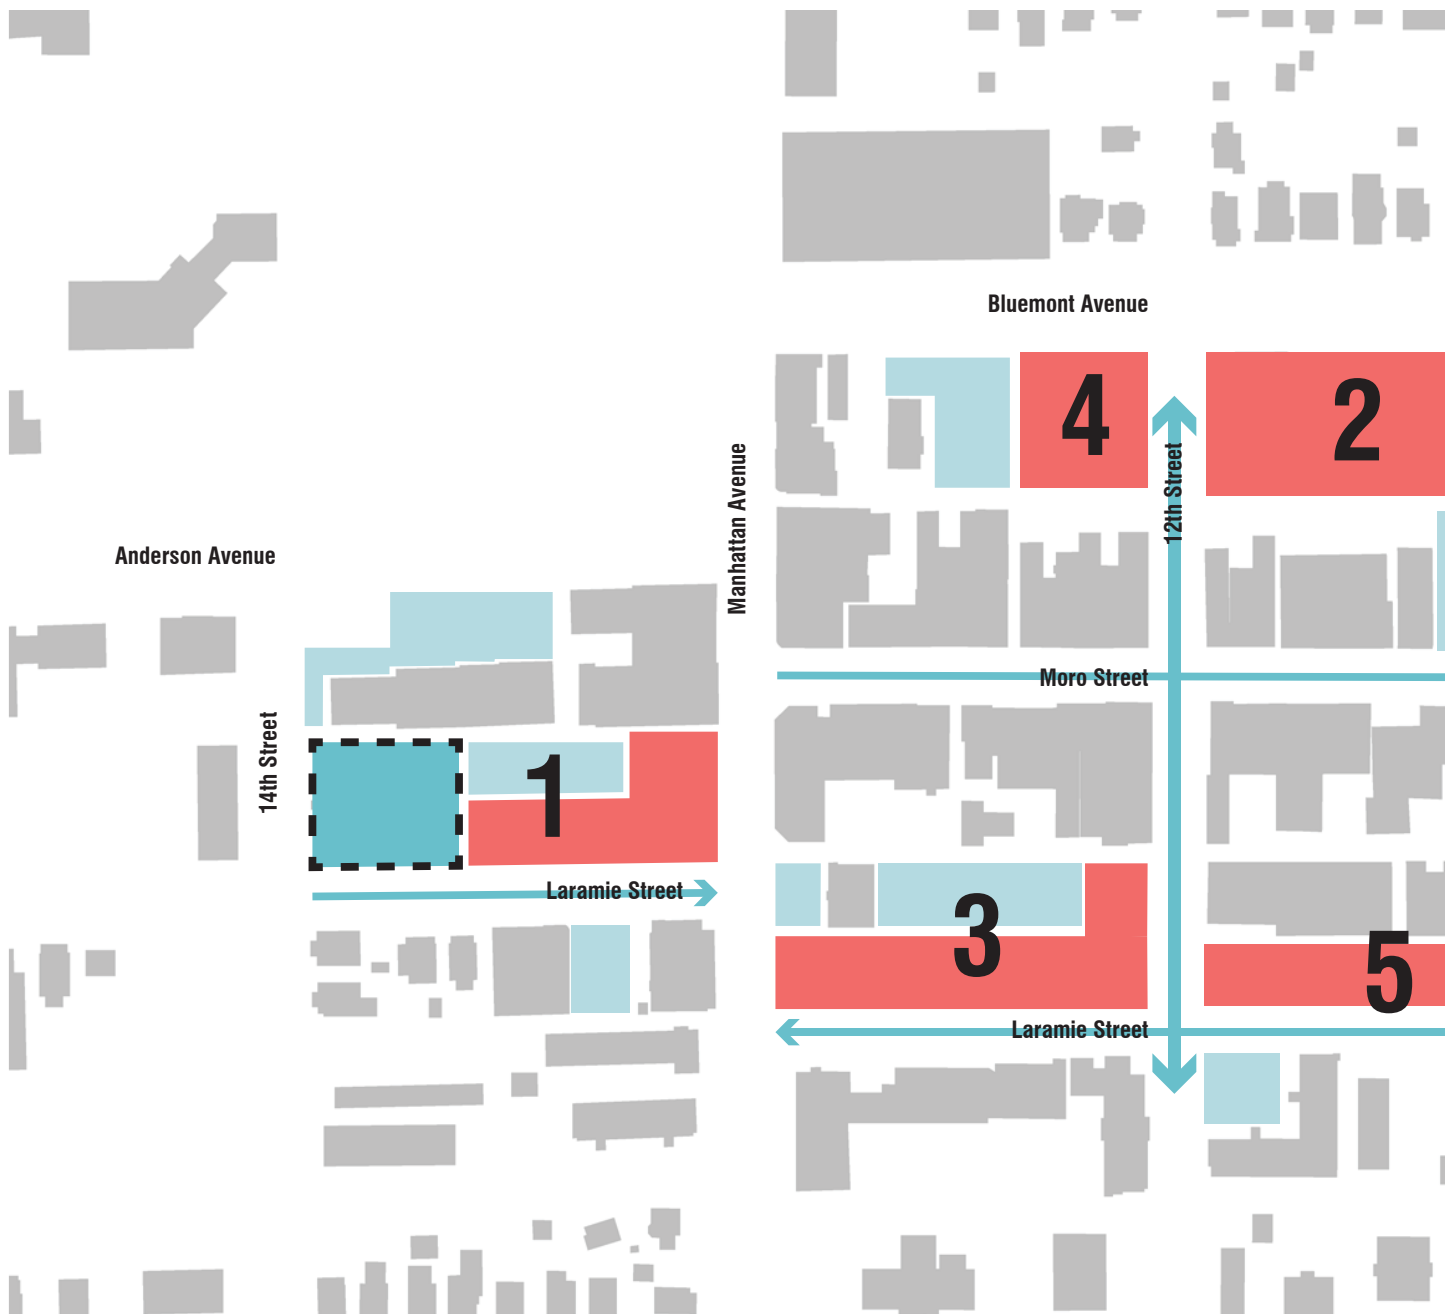 Bluemont Avenue
4
2
12th Street
Manhattan Avenue
Anderson Avenue
Moro Street
14th Street
1
Laramie Street
3
5
Laramie Street